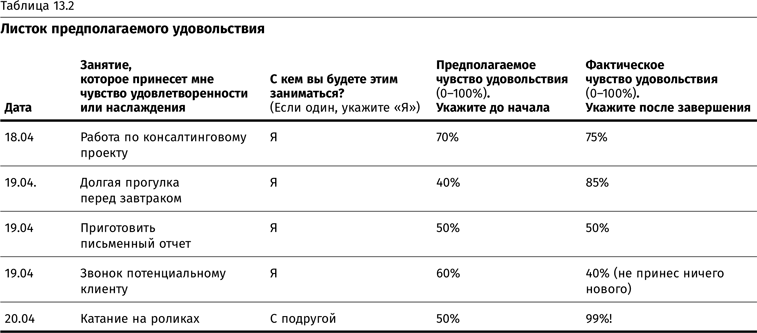 Таблица 13.2
Листок предполагаемого удовольствия
Дата
Занятие,
которое принесет мне
чувство удовлетворенности
или наслаждения
С кем вы будете этим
заниматься?
(Если один, укажите «Я»)
Предполагаемое
чувство удовольствия
(0–100%).
Укажите до начала
Фактическое
чувство удовольствия
(0–100%).
Укажите после завершения
18.04
Работа по консалтинговому
проекту
Я
70%
75%
19.04.
Долгая прогулка
перед завтраком
Я
40%
85%
19.04
Приготовить
письменный отчет
Я
50%
50%
19.04
Звонок потенциальному
клиенту
Я
60%
40% (не принес ничего
нового)
20.04
Катание на роликах
С подругой
50%
99%!